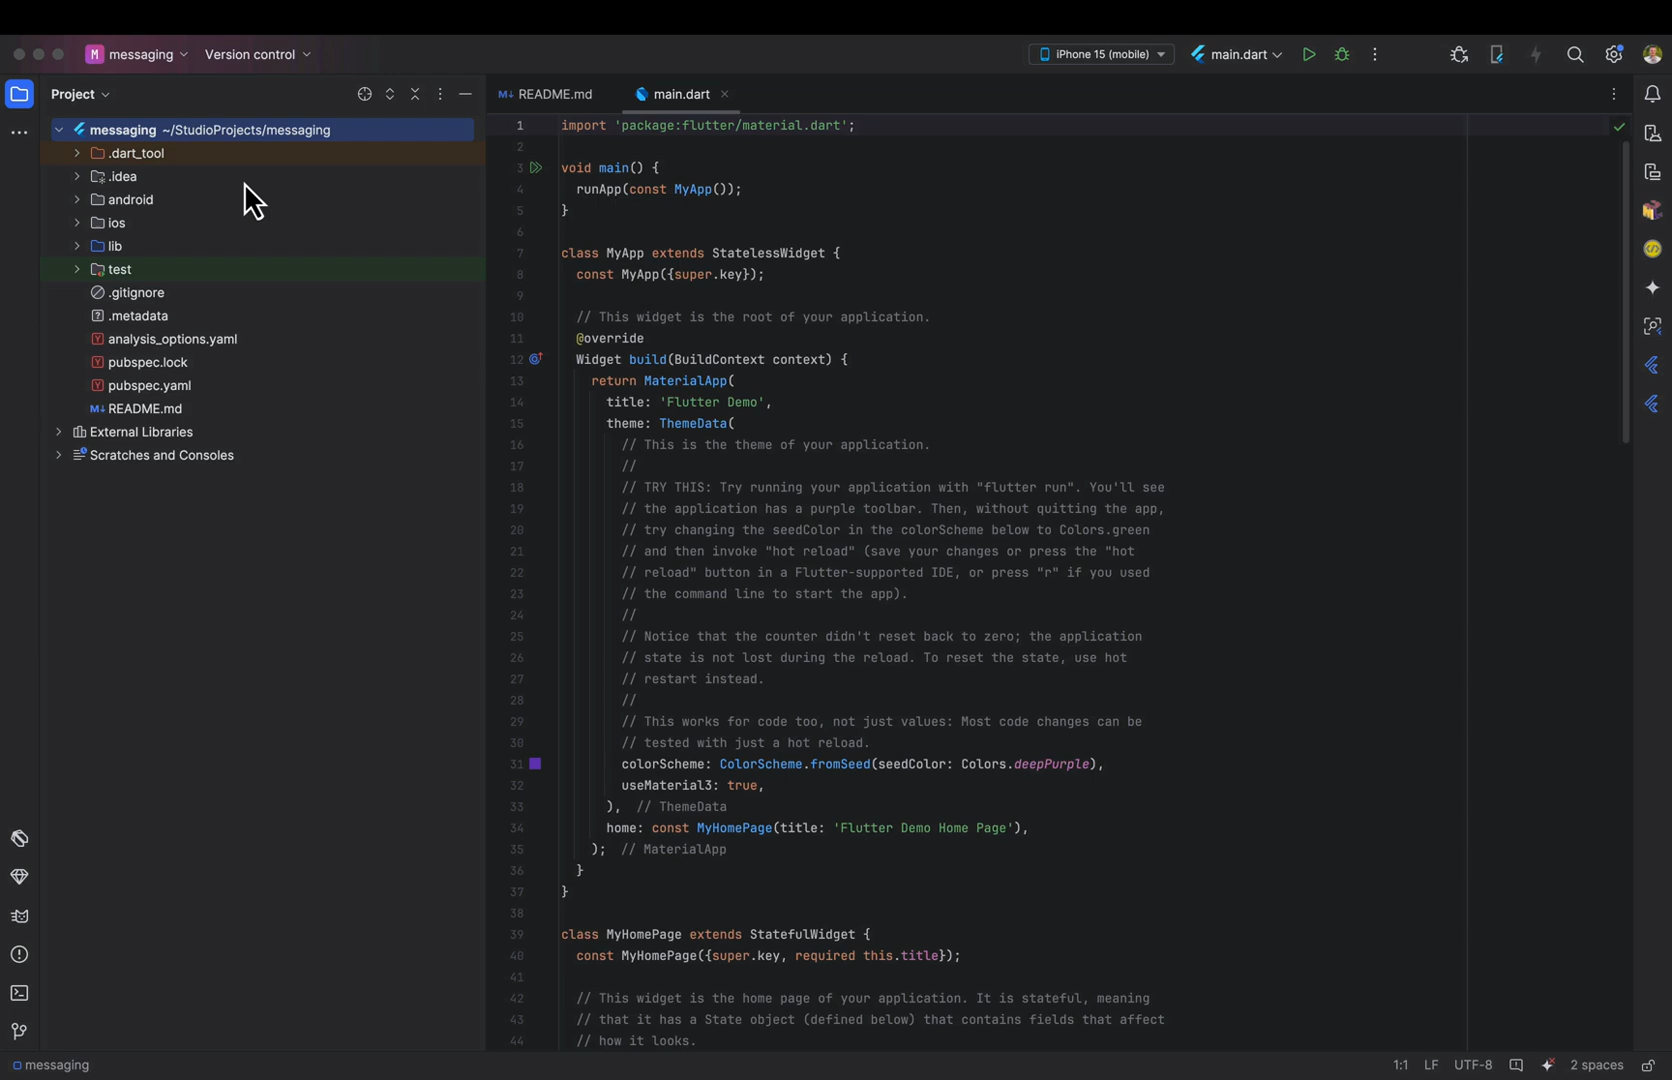 M messaging
Version control
iPhone 15 (mobile)
main.dart
Project
README.md
main.dart
messaging ~/StudioProjects/messaging
.dart_tool
.idea
android
ios
lib
test
.gitignore
.metadata
analysis_options.yaml
pubspec.lock
pubspec.yaml
README.md
External Libraries
Scratches and Consoles
1 import 'package:flutter/material.dart';
2
3 void main() {
4 runApp(const MyApp());
5 }
6
7 class MyApp extends StatelessWidget {
8 const MyApp({super.key});
9
10 // This widget is the root of your application.
11 @override
12 Widget build(BuildContext context) {
13 return MaterialApp(
14 title: 'Flutter Demo',
15 theme: ThemeData(
16 // This is the theme of your application.
17 //
18 // TRY THIS: Try running your application with "flutter run". You'll see
19 // the application has a purple toolbar. Then, without quitting the app,
20 // try changing the seedColor in the colorScheme below to Colors.green
21 // and then invoke "hot reload" (save your changes or press the "hot
22 // reload" button in a Flutter-supported IDE, or press "r" if you used
23 // the command line to start the app).
24 //
25 // Notice that the counter didn't reset back to zero; the application
26 // state is not lost during the reload. To reset the state, use hot
27 // restart instead.
28 //
29 // This works for code too, not just values: Most code changes can be
30 // tested with just a hot reload.
31 colorScheme: ColorScheme.fromSeed(seedColor: Colors.deepPurple),
32 useMaterial3: true,
33 ), // ThemeData
34 home: const MyHomePage(title: 'Flutter Demo Home Page'),
35 ); // MaterialApp
36 }
37 }
38
39 class MyHomePage extends StatefulWidget {
40 const MyHomePage({super.key, required this.title});
41
42 // This widget is the home page of your application. It is stateful, meaning
43 // that it has a State object (defined below) that contains fields that affect
44 // how it looks.
messaging
1:1 LF UTF-8 2 spaces